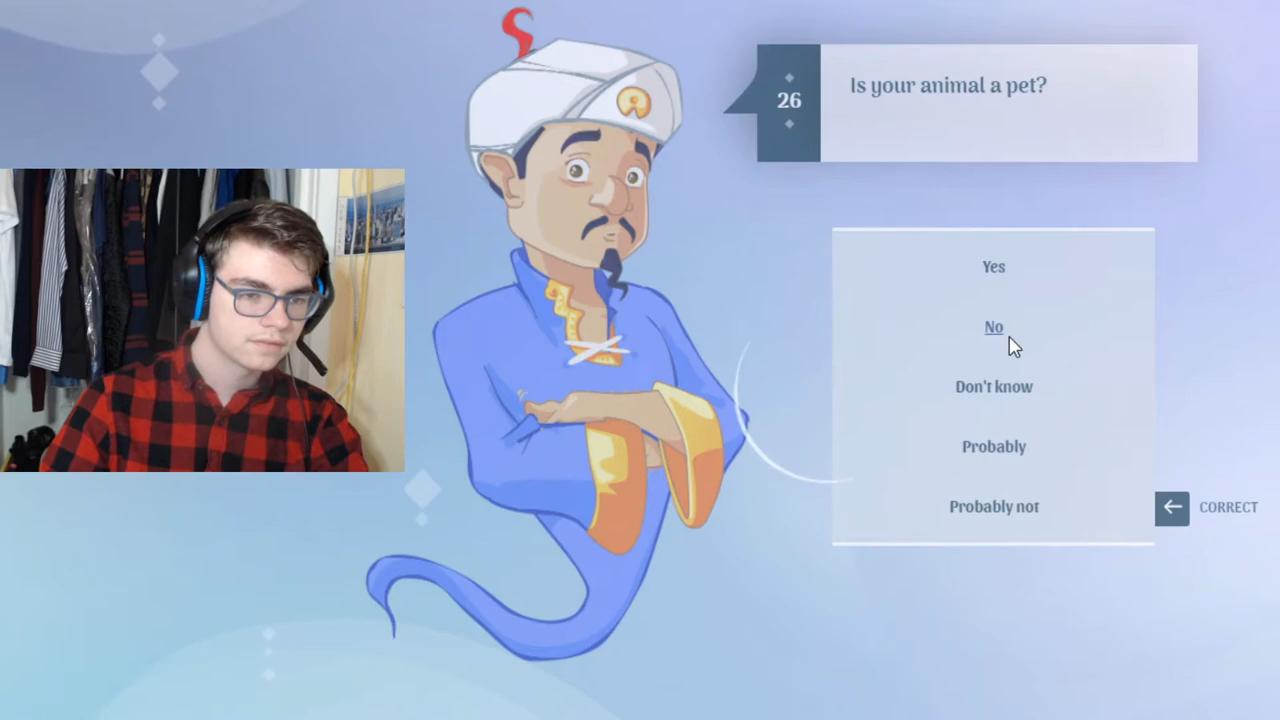 26
Is your animal a pet?
Yes
No
Don't know
Probably
Probably not
CORRECT